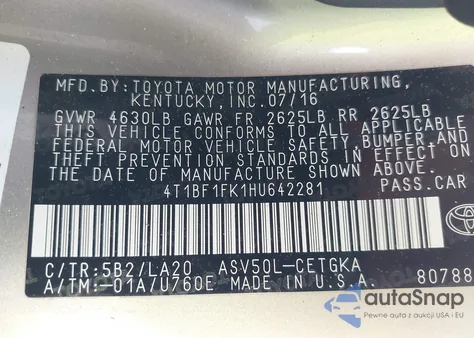 MFD.BY:TOYOTA MOTOR MANUFACTURING,
KENTUCKY,INC.07/16
GVWR 4630LB GAWR FR 2625LB RR 2625LB
THIS VEHICLE CONFORMS TO ALL APPLICABLE
FEDERAL MOTOR VEHICLE SAFETY,BUMPER,AND
THEFT PREVENTION STANDARDS IN EFFECT ON
THE DATE OF MANUFACTURE SHOWN ABOVE.
4T1BF1FK1HU642281 PASS.CAR
C/TR:5B2/LA20 ASV50L-CETGKA
A/TM:-01A/U760E MADE IN U.S.A. 80788
TOYOTA
autoSnap
Pewne auta z USA i EU